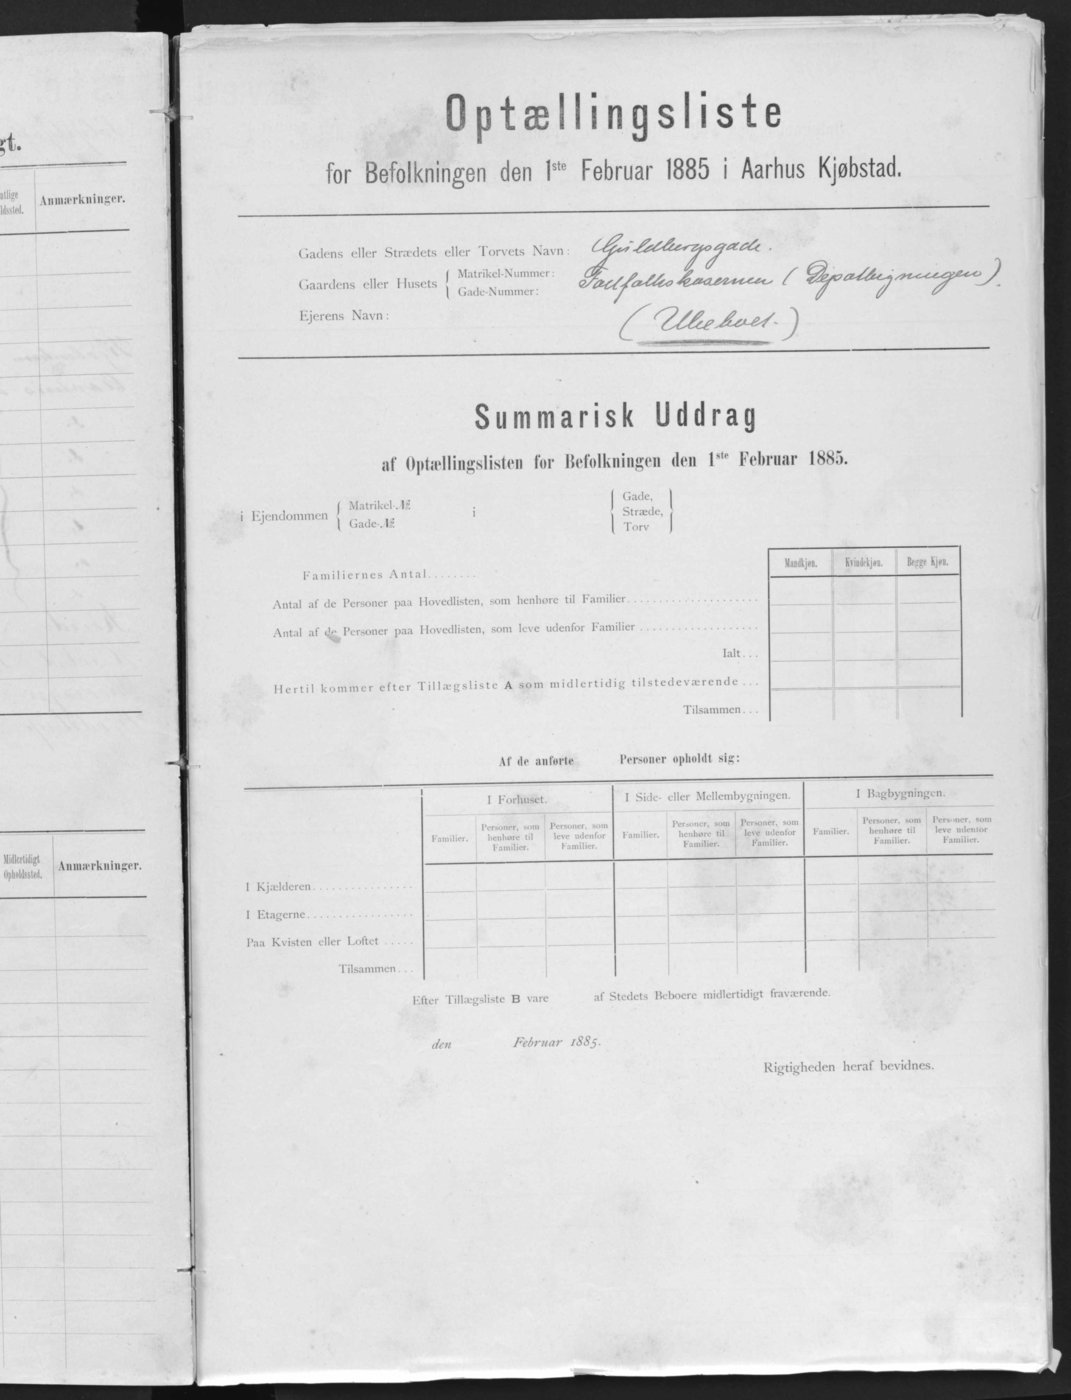 gt.
Anmærkninger.
Midlertidigt
Opholdssted.
Anmærkninger.
Optællingsliste
for Befolkningen den 1ste Februar 1885 i Aarhus Kjøbstad.
Gadens eller Strædets eller Torvets Navn: Guldbergsgade.
Gaardens eller Husets { Matrikel-Nummer:
Gade-Nummer:
Fodfolkskasernen (Depotbygningen).
Ejerens Navn:
Summarisk Uddrag
af Optællingslisten for Befolkningen den 1ste Februar 1885.
i Ejendommen { Matrikel-№ i { Gade, }
Gade-№ Stræde,
Torv
Mandkjøn. Kvindekjøn. Begge Kjøn.
Familiernes Antal........
Antal af de Personer paa Hovedlisten, som henhøre til Familier....................
Antal af de Personer paa Hovedlisten, som leve udenfor Familier..................
Ialt...
Hertil kommer efter Tillægsliste A som midlertidig tilstedeværende...
Tilsammen...
Af de anførte Personer opholdt sig:
I Forhuset. I Side- eller Mellembygningen. I Bagbygningen.
Familier. Personer, som henhøre til Familier. Personer, som leve udenfor Familier. Familier. Personer, som henhøre til Familier. Personer, som leve udenfor Familier. Familier. Personer, som henhøre til Familier. Personer, som leve udenfor Familier.
I Kjælderen................
I Etagerne.................
Paa Kvisten eller Loftet.....
Tilsammen...
Efter Tillægsliste B vare af Stedets Beboere midlertidigt fraværende.
den Februar 1885.
Rigtigheden heraf bevidnes.